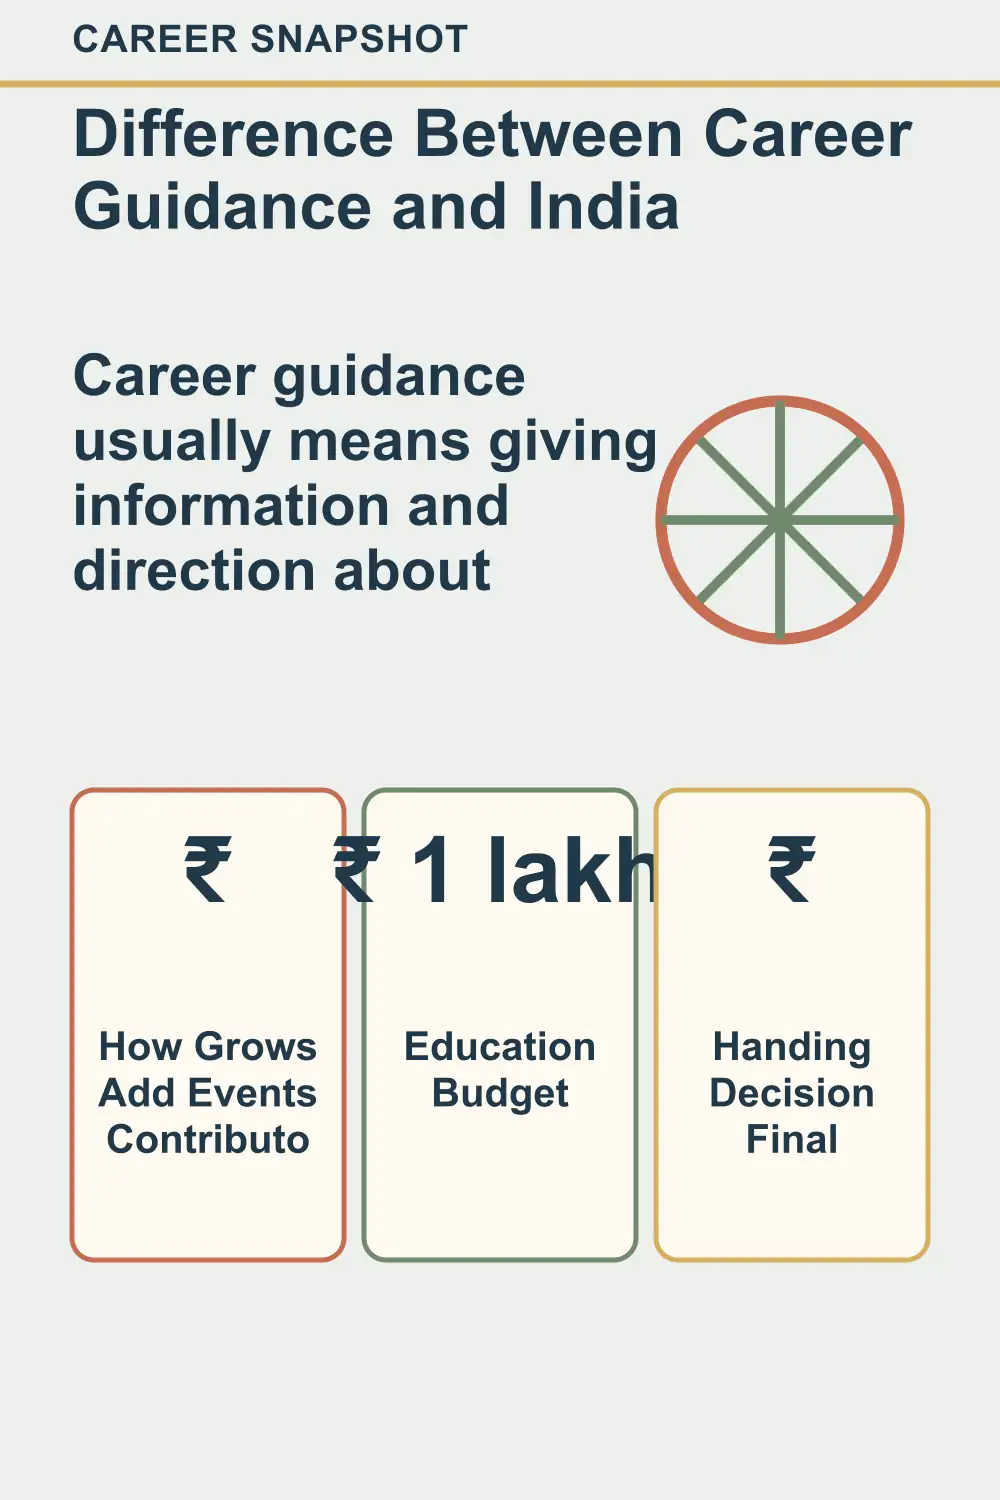 CAREER SNAPSHOT
Difference Between Career
Guidance and India
Career guidance
usually means giving
information and
direction about
₹
₹ 1 lakh
₹
How Grows
Add Events
Contributo
Education
Budget
Handing
Decision
Final